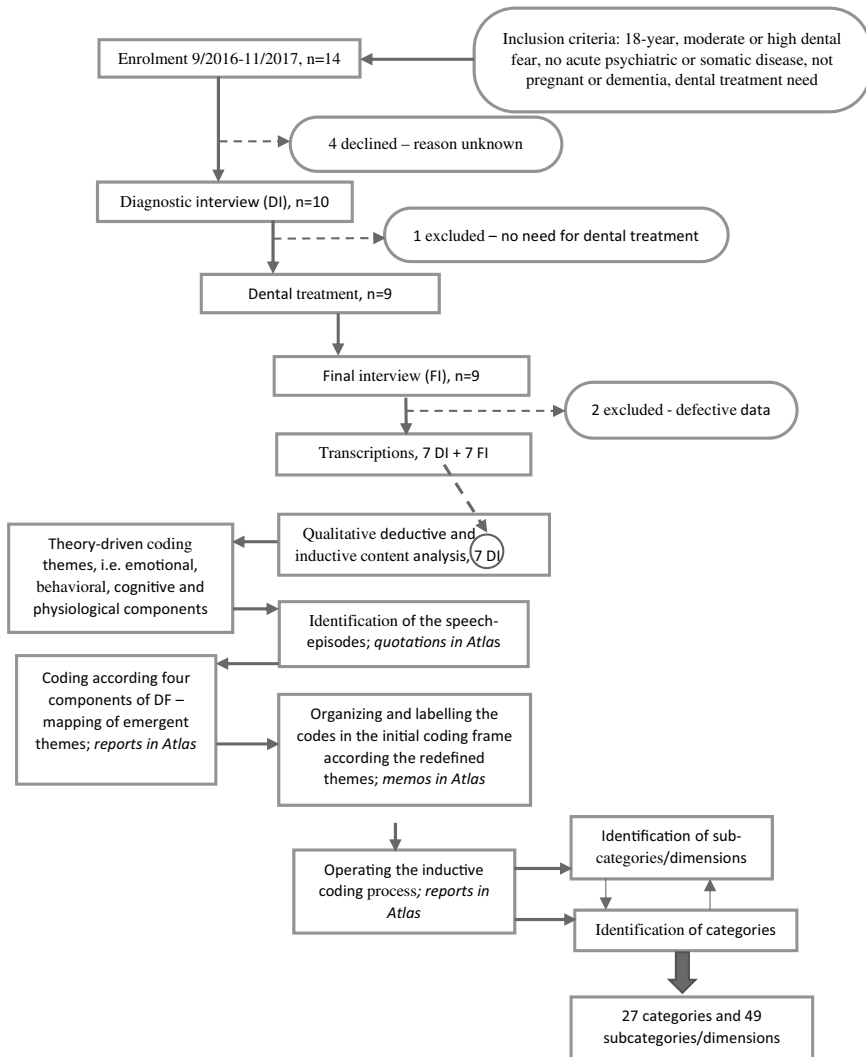 Enrolment 9/2016-11/2017, n=14
Inclusion criteria: 18-year, moderate or high dental
fear, no acute psychiatric or somatic disease, not
pregnant or dementia, dental treatment need
4 declined – reason unknown
Diagnostic interview (DI), n=10
1 excluded – no need for dental treatment
Dental treatment, n=9
Final interview (FI), n=9
2 excluded - defective data
Transcriptions, 7 DI + 7 FI
Qualitative deductive and
inductive content analysis, 7 DI
Theory-driven coding
themes, i.e. emotional,
behavioral, cognitive and
physiological components
Identification of the speech-
episodes; quotations in Atlas
Coding according four
components of DF –
mapping of emergent
themes; reports in Atlas
Organizing and labelling the
codes in the initial coding frame
according the redefined
themes; memos in Atlas
Operating the inductive
coding process; reports in
Atlas
Identification of sub-
categories/dimensions
Identification of categories
27 categories and 49
subcategories/dimensions